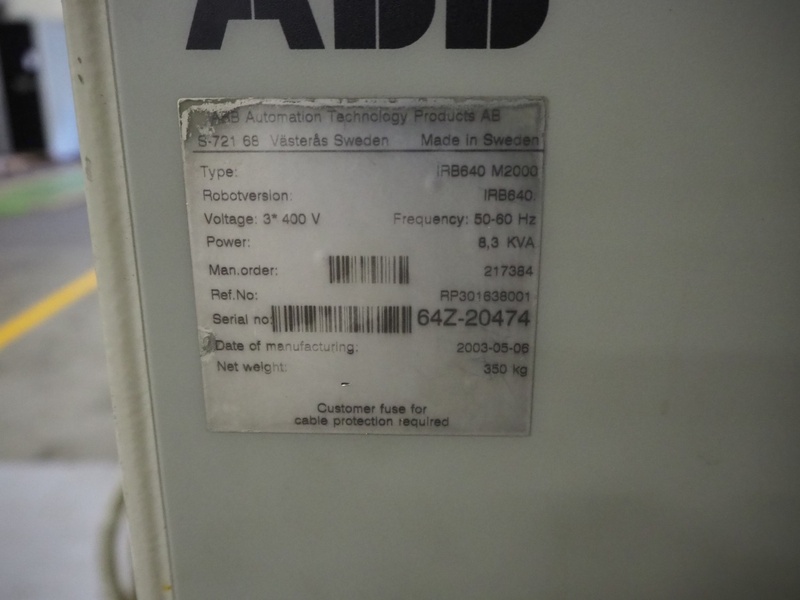 ABB
ABB Automation Technology Products AB
S-721 68 Västerås Sweden Made in Sweden
Type: IRB640 M2000
Robotversion: IRB640
Voltage: 3* 400 V Frequency: 50-60 Hz
Power: 8,3 KVA
Man.order: 217384
Ref.No: RP301638001
Serial no: 64Z-20474
Date of manufacturing: 2003-05-06
Net weight: 350 kg
Customer fuse for
cable protection required